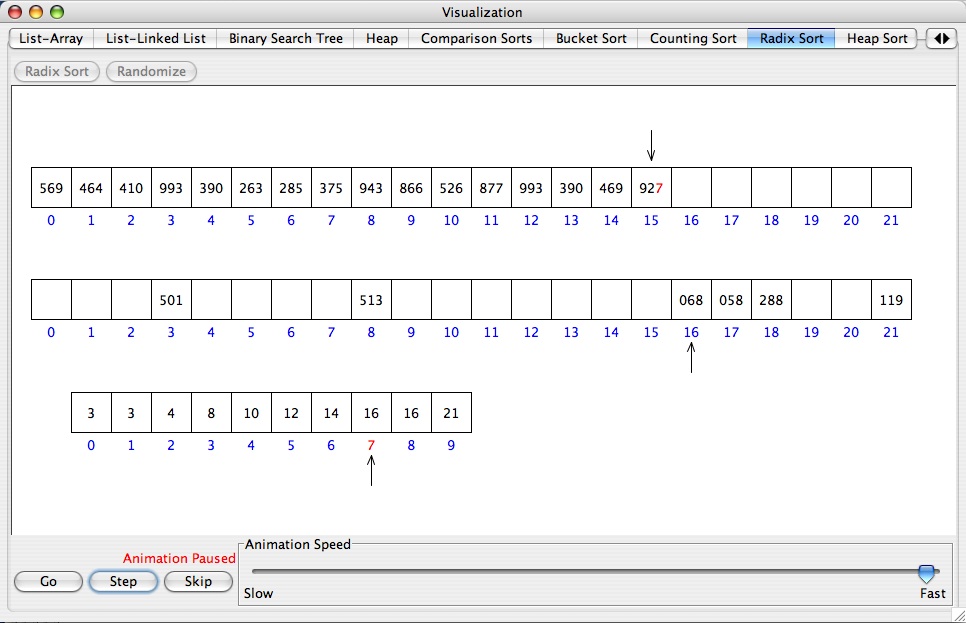 Visualization
List-Array List-Linked List Binary Search Tree Heap Comparison Sorts Bucket Sort Counting Sort Radix Sort Heap Sort
Radix Sort Randomize
569 464 410 993 390 263 285 375 943 866 526 877 993 390 469 927
0 1 2 3 4 5 6 7 8 9 10 11 12 13 14 15 16 17 18 19 20 21
501 513 068 058 288 119
0 1 2 3 4 5 6 7 8 9 10 11 12 13 14 15 16 17 18 19 20 21
3 3 4 8 10 12 14 16 16 21
0 1 2 3 4 5 6 7 8 9
Animation Paused
Animation Speed
Go Step Skip
Slow Fast